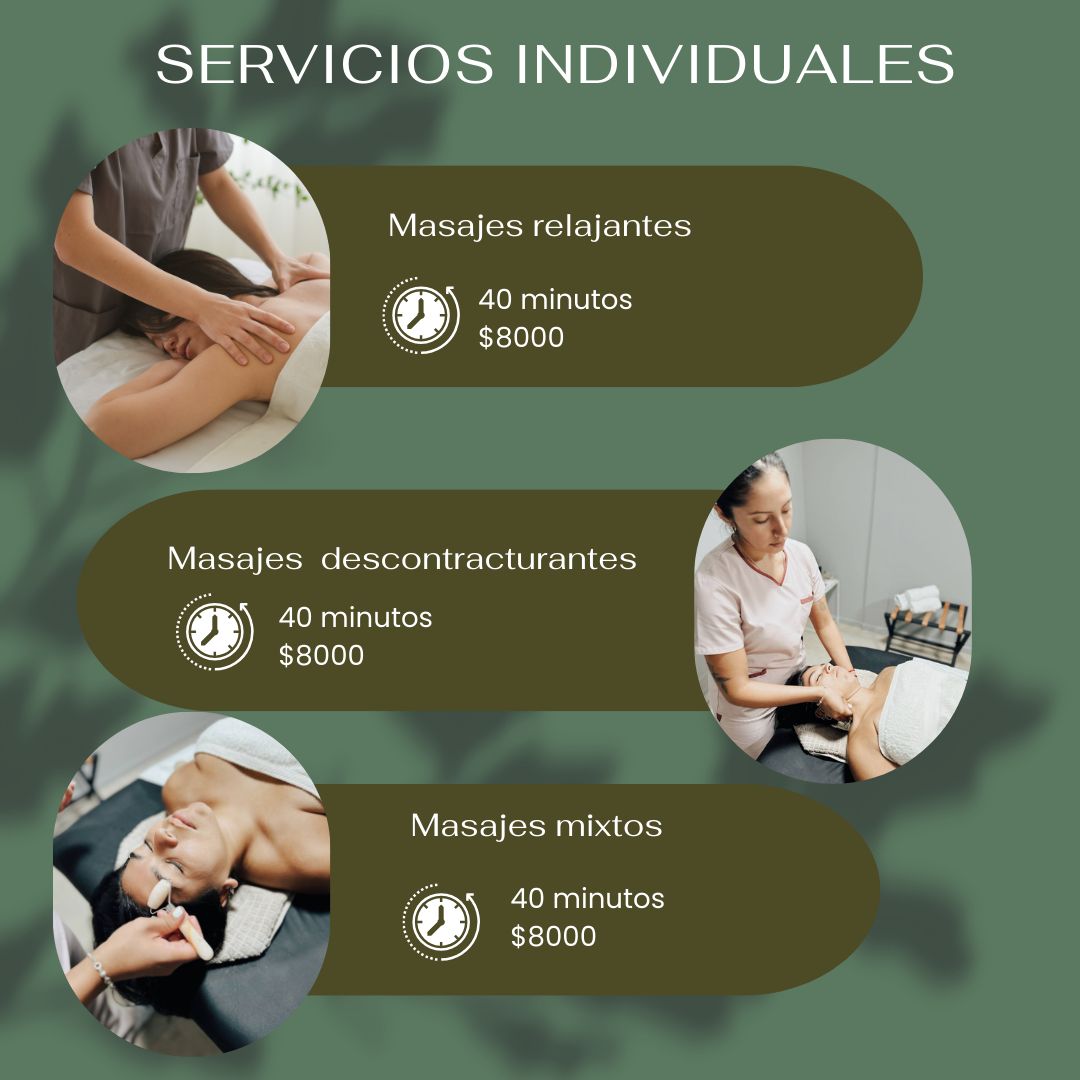 SERVICIOS INDIVIDUALES
Masajes relajantes
40 minutos
$8000
Masajes descontracturantes
40 minutos
$8000
Masajes mixtos
40 minutos
$8000